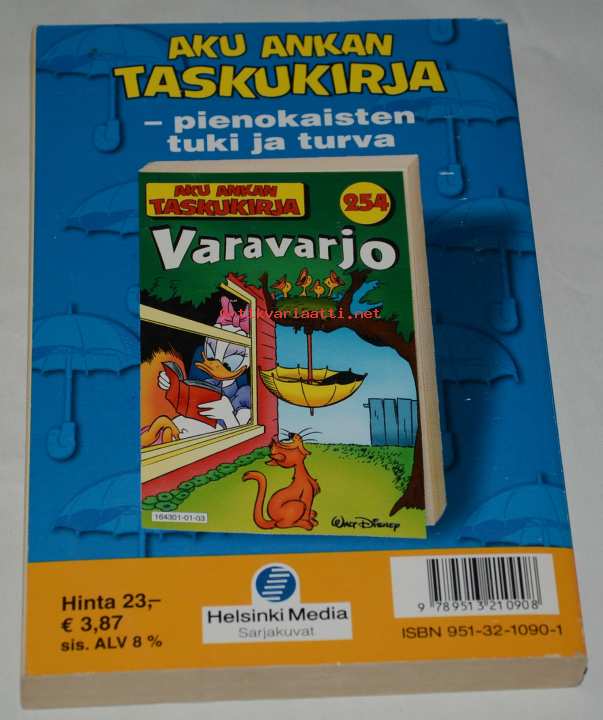 AKU ANKAN
TASKUKIRJA
– pienokaisten
tuki ja turva
AKU ANKAN
TASKUKIRJA
254
Varavarjo
antikvariaatti.net
164301-01-03
WALT DISNEY
Hinta 23,–
€ 3,87
sis. ALV 8 %
Helsinki Media
Sarjakuvat
9 789513 210908
ISBN 951-32-1090-1